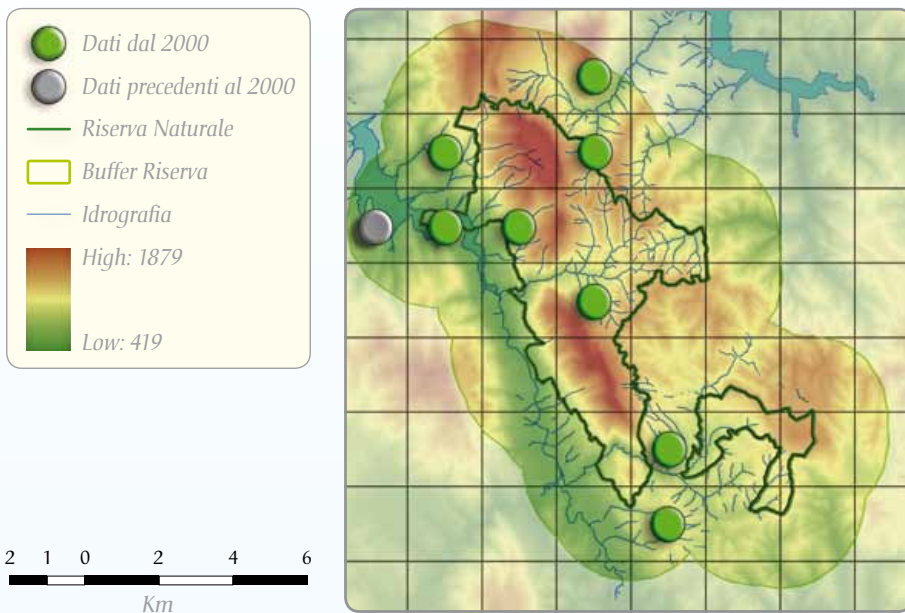 Dati dal 2000
Dati precedenti al 2000
Riserva Naturale
Buffer Riserva
Idrografia
High: 1879
Low: 419
2 1 0 2 4 6
Km